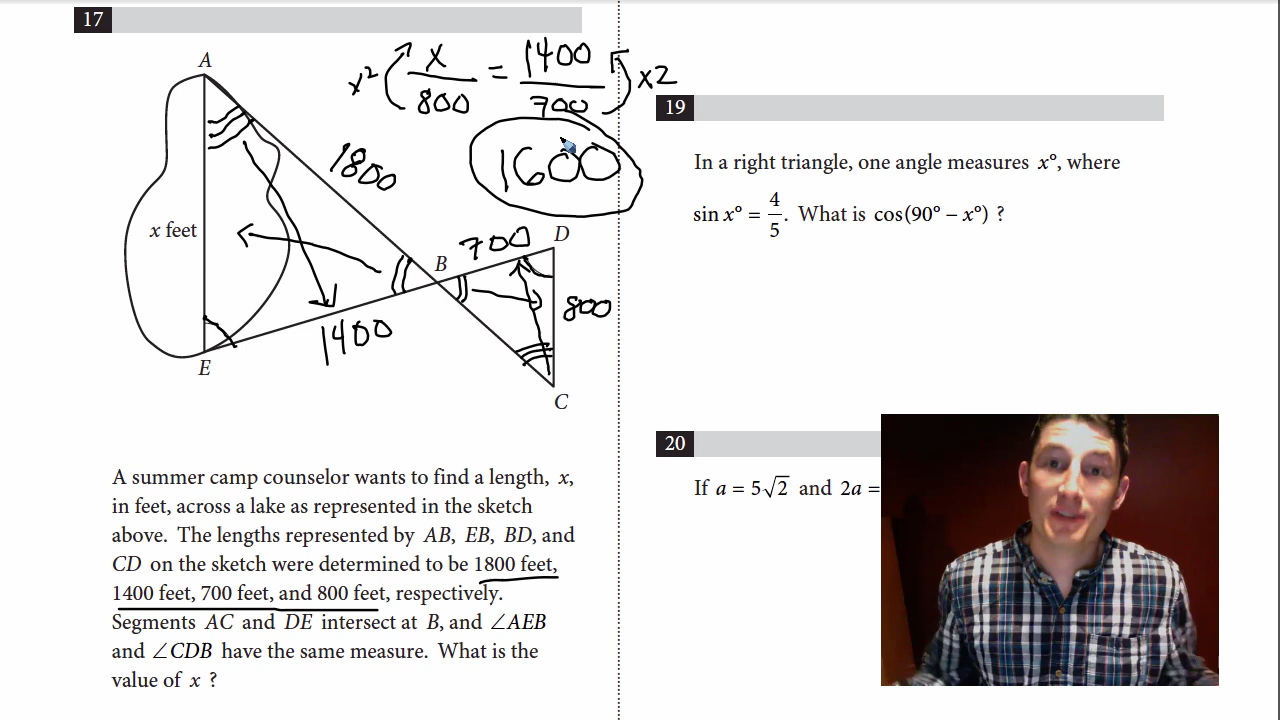 17
A
x feet
E
B
D
C
1800
1400
700
800
x2 x/800 = 1400/700 x2
1600
A summer camp counselor wants to find a length, x,
in feet, across a lake as represented in the sketch
above. The lengths represented by AB, EB, BD, and
CD on the sketch were determined to be 1800 feet,
1400 feet, 700 feet, and 800 feet, respectively.
Segments AC and DE intersect at B, and ∠AEB
and ∠CDB have the same measure. What is the
value of x ?
19
In a right triangle, one angle measures x°, where
sin x° = 4/5. What is cos(90° − x°) ?
20
If a = 5√2 and 2a =